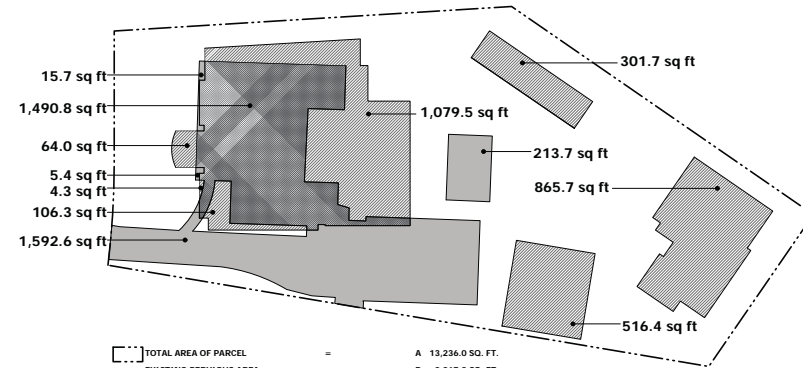 301.7 sq ft
15.7 sq ft
1,490.8 sq ft
1,079.5 sq ft
64.0 sq ft
213.7 sq ft
5.4 sq ft
865.7 sq ft
4.3 sq ft
106.3 sq ft
1,592.6 sq ft
516.4 sq ft
TOTAL AREA OF PARCEL = A 13,236.0 SQ. FT.